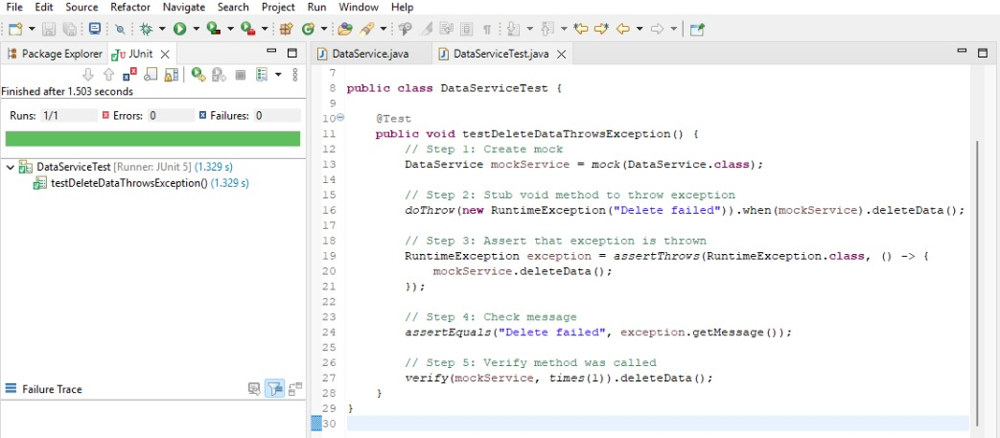 File Edit Source Refactor Navigate Search Project Run Window Help
Package Explorer JUnit
Finished after 1.503 seconds
Runs: 1/1 Errors: 0 Failures: 0
DataServiceTest [Runner: JUnit 5] (1.329 s)
testDeleteDataThrowsException() (1.329 s)
Failure Trace
DataService.java DataServiceTest.java
7
8 public class DataServiceTest {
9
10 @Test
11 public void testDeleteDataThrowsException() {
12 // Step 1: Create mock
13 DataService mockService = mock(DataService.class);
14
15 // Step 2: Stub void method to throw exception
16 doThrow(new RuntimeException("Delete failed")).when(mockService).deleteData();
17
18 // Step 3: Assert that exception is thrown
19 RuntimeException exception = assertThrows(RuntimeException.class, () -> {
20 mockService.deleteData();
21 });
22
23 // Step 4: Check message
24 assertEquals("Delete failed", exception.getMessage());
25
26 // Step 5: Verify method was called
27 verify(mockService, times(1)).deleteData();
28 }
29 }
30